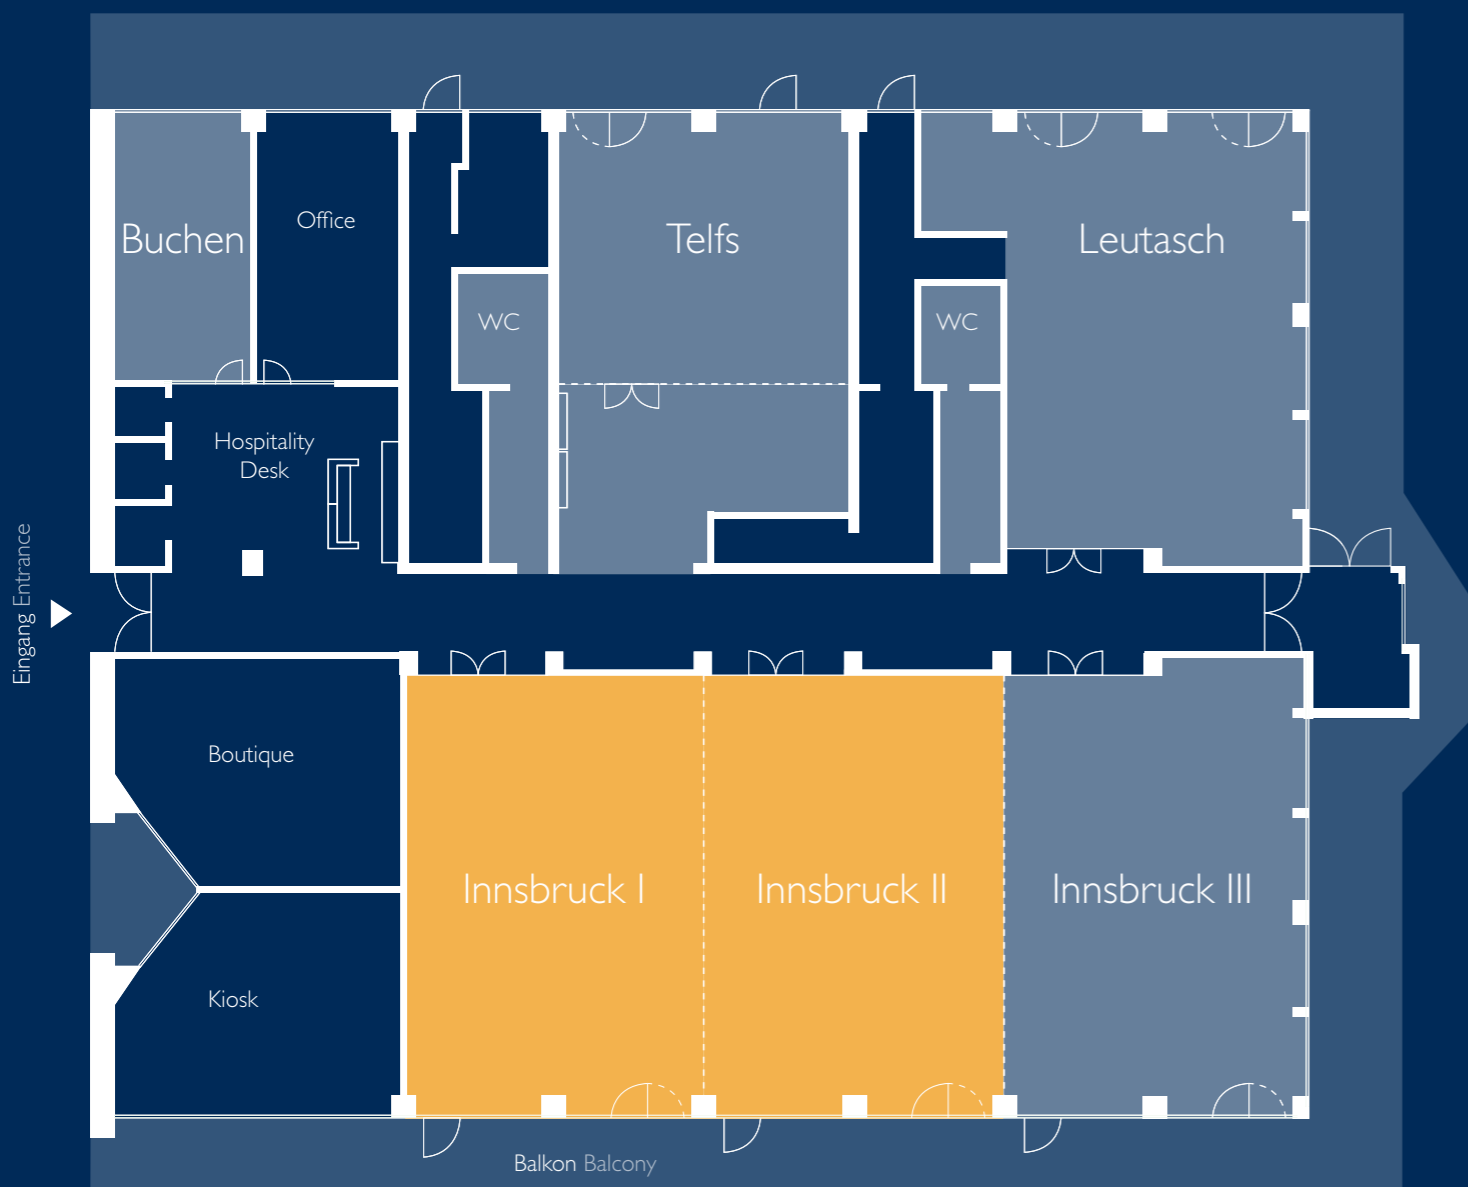 Buchen
Office
Telfs
Leutasch
WC
WC
Hospitality
Desk
Eingang Entrance
Boutique
Innsbruck I
Innsbruck II
Innsbruck III
Kiosk
Balkon Balcony